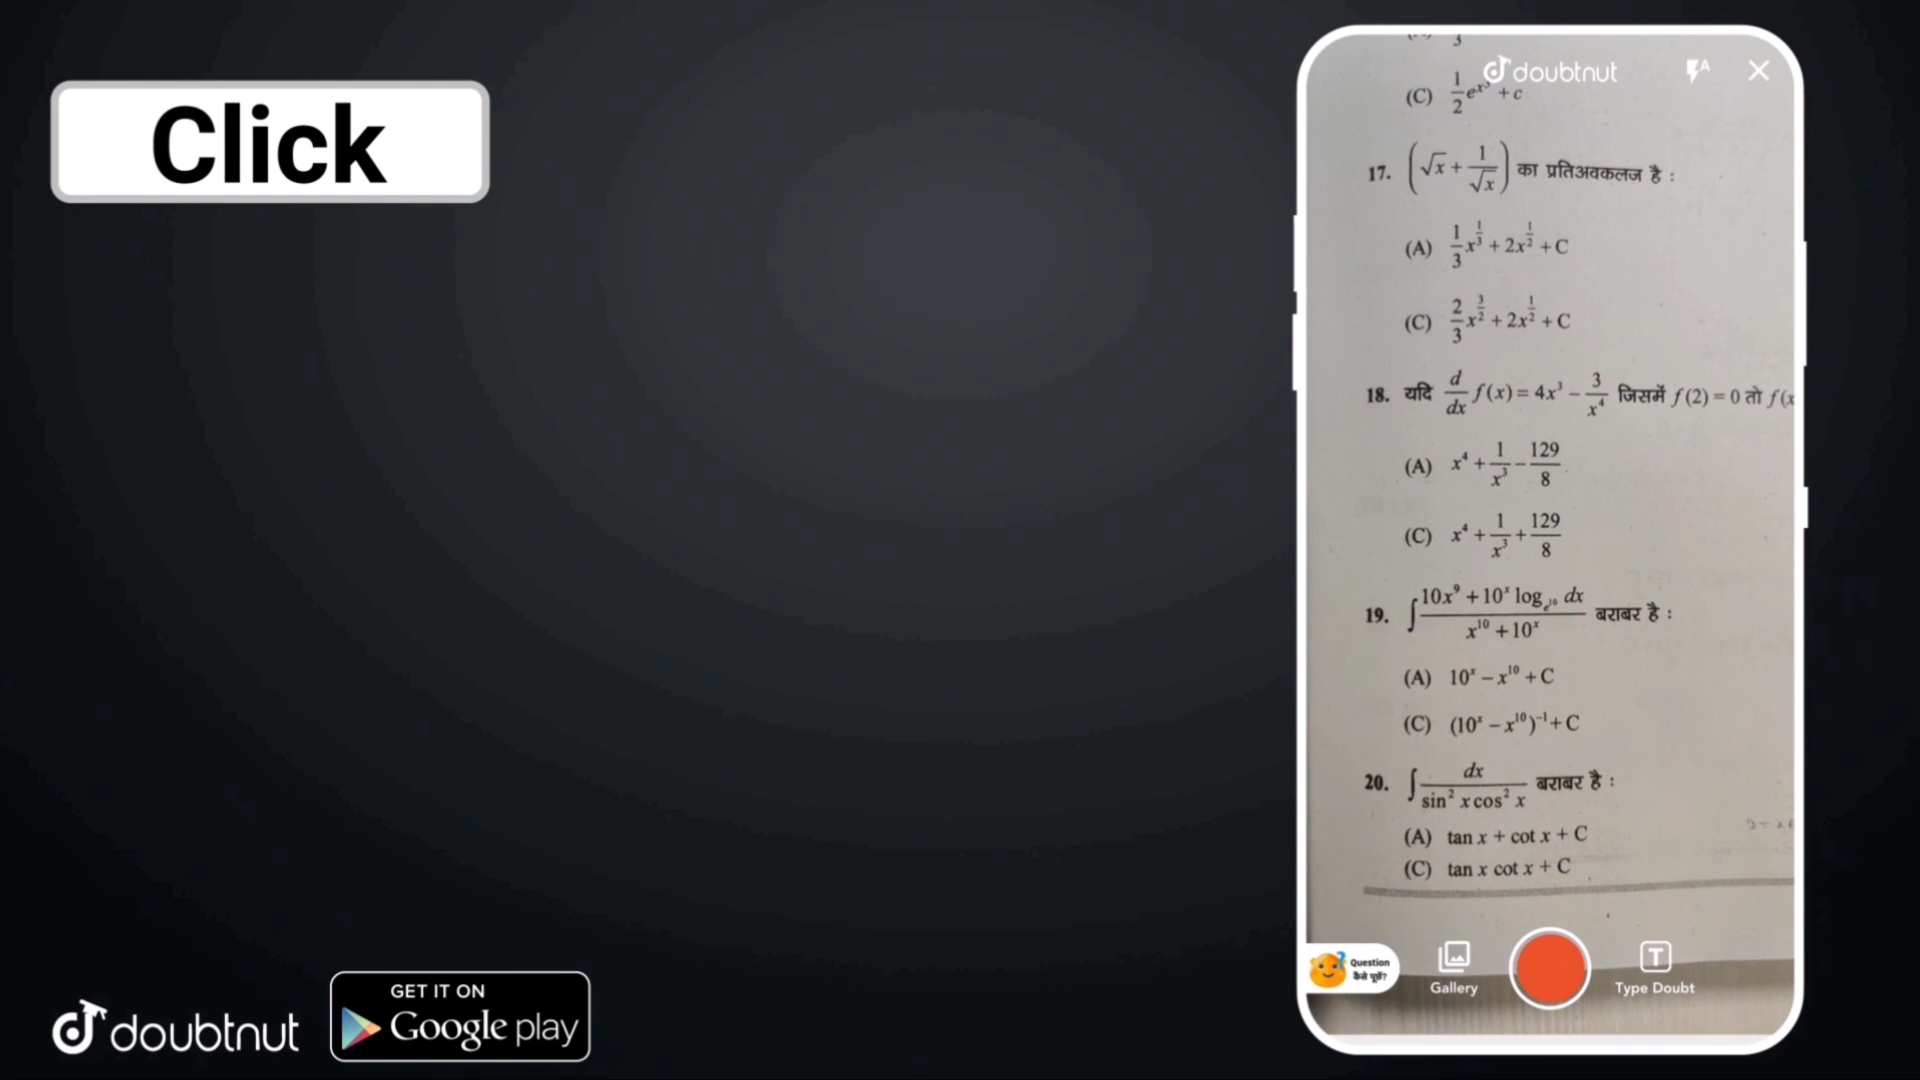 Click
doubtnut
(C) 1/2 e^x³ + c
17. (√x + 1/√x) का प्रतिअवकलज है :
(A) 1/3 x^1/3 + 2x^1/2 + C
(C) 2/3 x^3/2 + 2x^1/2 + C
18. यदि d/dx f(x) = 4x³ − 3/x⁴ जिसमें f(2) = 0 तो f(x
(A) x⁴ + 1/x³ − 129/8
(C) x⁴ + 1/x³ + 129/8
19. ∫ 10x⁹ + 10ˣ log_e¹⁰ dx / x¹⁰ + 10ˣ बराबर है :
(A) 10ˣ − x¹⁰ + C
(C) (10ˣ − x¹⁰)⁻¹ + C
20. ∫ dx / sin² x cos² x बराबर है :
(A) tan x + cot x + C
(C) tan x cot x + C
Question
कैसे पूछें?
Gallery
Type Doubt
doubtnut
GET IT ON
Google play